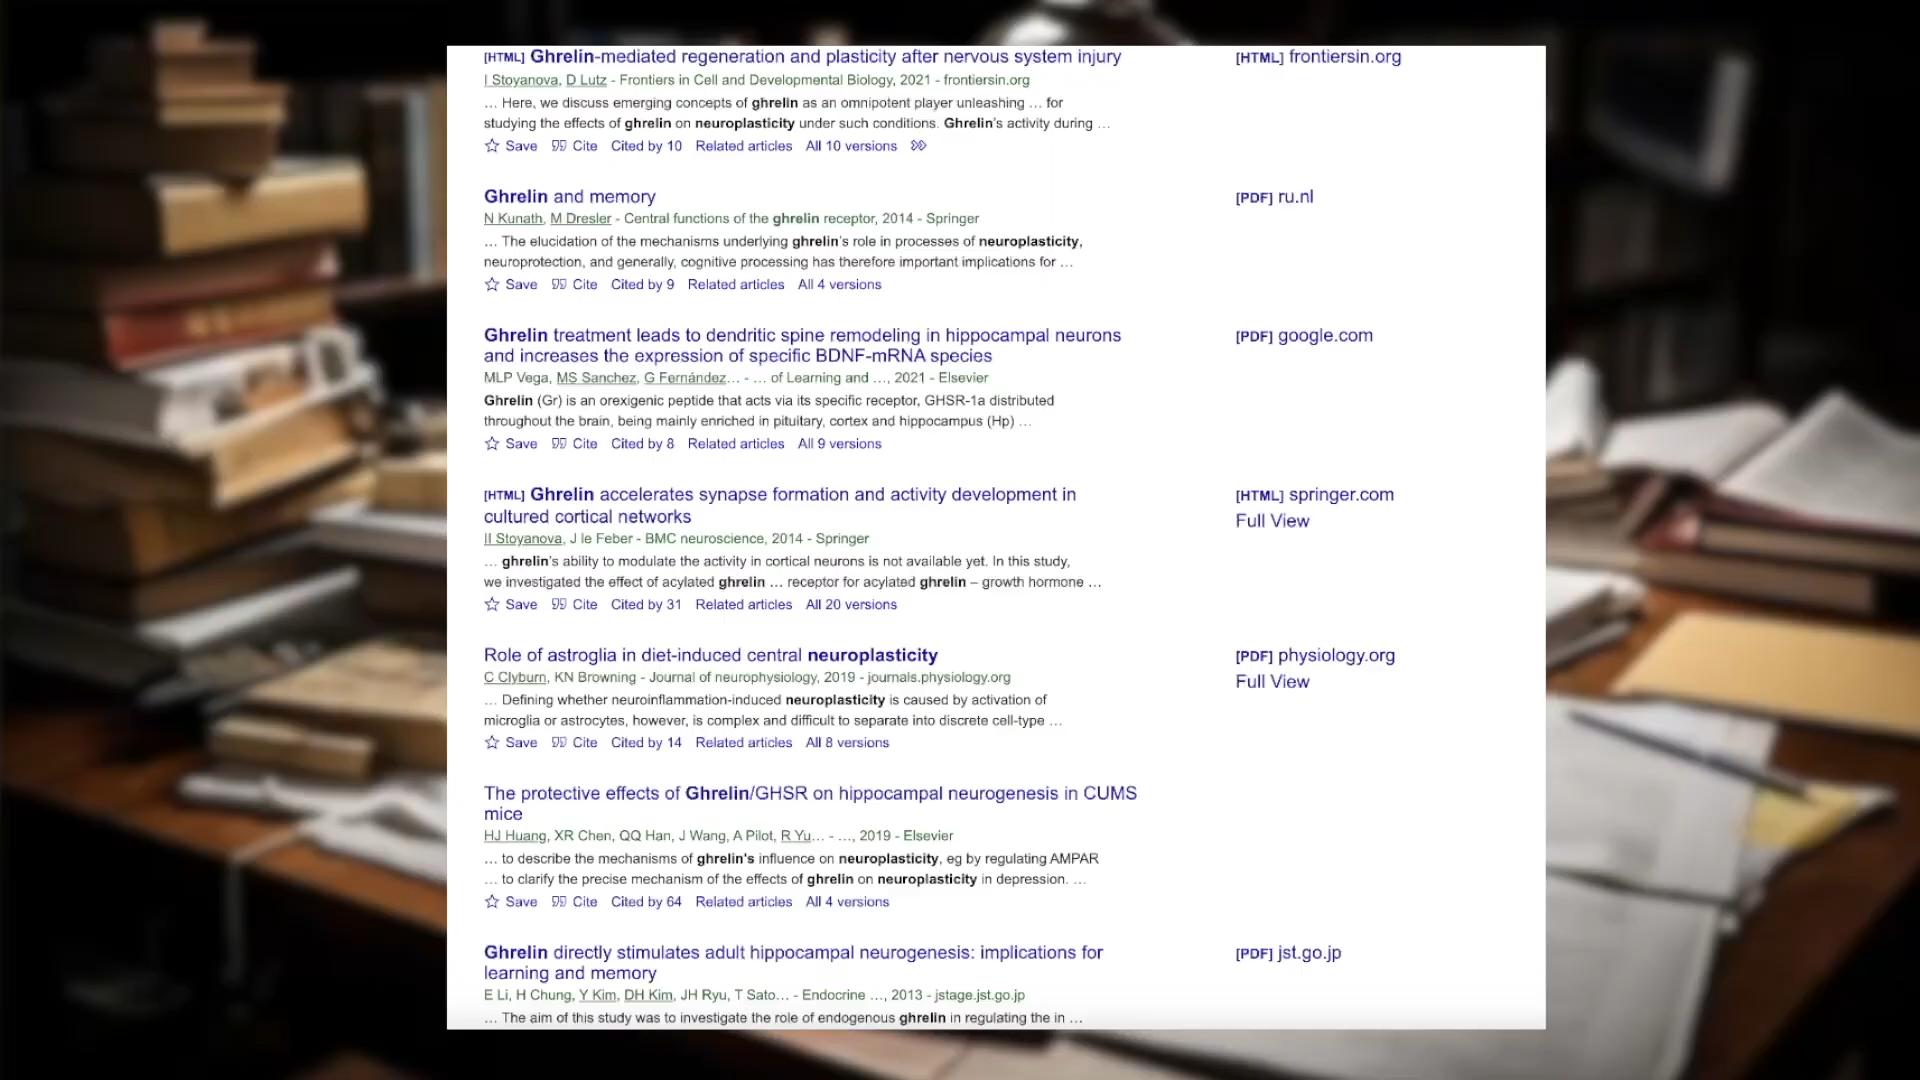 [HTML] Ghrelin-mediated regeneration and plasticity after nervous system injury
[HTML] frontiersin.org
I Stoyanova, D Lutz - Frontiers in Cell and Developmental Biology, 2021 - frontiersin.org
… Here, we discuss emerging concepts of ghrelin as an omnipotent player unleashing … for
studying the effects of ghrelin on neuroplasticity under such conditions. Ghrelin's activity during …
Save Cite Cited by 10 Related articles All 10 versions
Ghrelin and memory
[PDF] ru.nl
N Kunath, M Dresler - Central functions of the ghrelin receptor, 2014 - Springer
… The elucidation of the mechanisms underlying ghrelin's role in processes of neuroplasticity,
neuroprotection, and generally, cognitive processing has therefore important implications for …
Save Cite Cited by 9 Related articles All 4 versions
Ghrelin treatment leads to dendritic spine remodeling in hippocampal neurons
[PDF] google.com
and increases the expression of specific BDNF-mRNA species
MLP Vega, MS Sanchez, G Fernández… - … of Learning and …, 2021 - Elsevier
Ghrelin (Gr) is an orexigenic peptide that acts via its specific receptor, GHSR-1a distributed
throughout the brain, being mainly enriched in pituitary, cortex and hippocampus (Hp) …
Save Cite Cited by 8 Related articles All 9 versions
[HTML] Ghrelin accelerates synapse formation and activity development in
[HTML] springer.com
cultured cortical networks
Full View
II Stoyanova, J le Feber - BMC neuroscience, 2014 - Springer
… ghrelin's ability to modulate the activity in cortical neurons is not available yet. In this study,
we investigated the effect of acylated ghrelin … receptor for acylated ghrelin – growth hormone …
Save Cite Cited by 31 Related articles All 20 versions
Role of astroglia in diet-induced central neuroplasticity
[PDF] physiology.org
C Clyburn, KN Browning - Journal of neurophysiology, 2019 - journals.physiology.org
Full View
… Defining whether neuroinflammation-induced neuroplasticity is caused by activation of
microglia or astrocytes, however, is complex and difficult to separate into discrete cell-type …
Save Cite Cited by 14 Related articles All 8 versions
The protective effects of Ghrelin/GHSR on hippocampal neurogenesis in CUMS
mice
HJ Huang, XR Chen, QQ Han, J Wang, A Pilot, R Yu… - …, 2019 - Elsevier
… to describe the mechanisms of ghrelin's influence on neuroplasticity, eg by regulating AMPAR
… to clarify the precise mechanism of the effects of ghrelin on neuroplasticity in depression. …
Save Cite Cited by 64 Related articles All 4 versions
Ghrelin directly stimulates adult hippocampal neurogenesis: implications for
[PDF] jst.go.jp
learning and memory
E Li, H Chung, Y Kim, DH Kim, JH Ryu, T Sato… - Endocrine …, 2013 - jstage.jst.go.jp
… The aim of this study was to investigate the role of endogenous ghrelin in regulating the in …